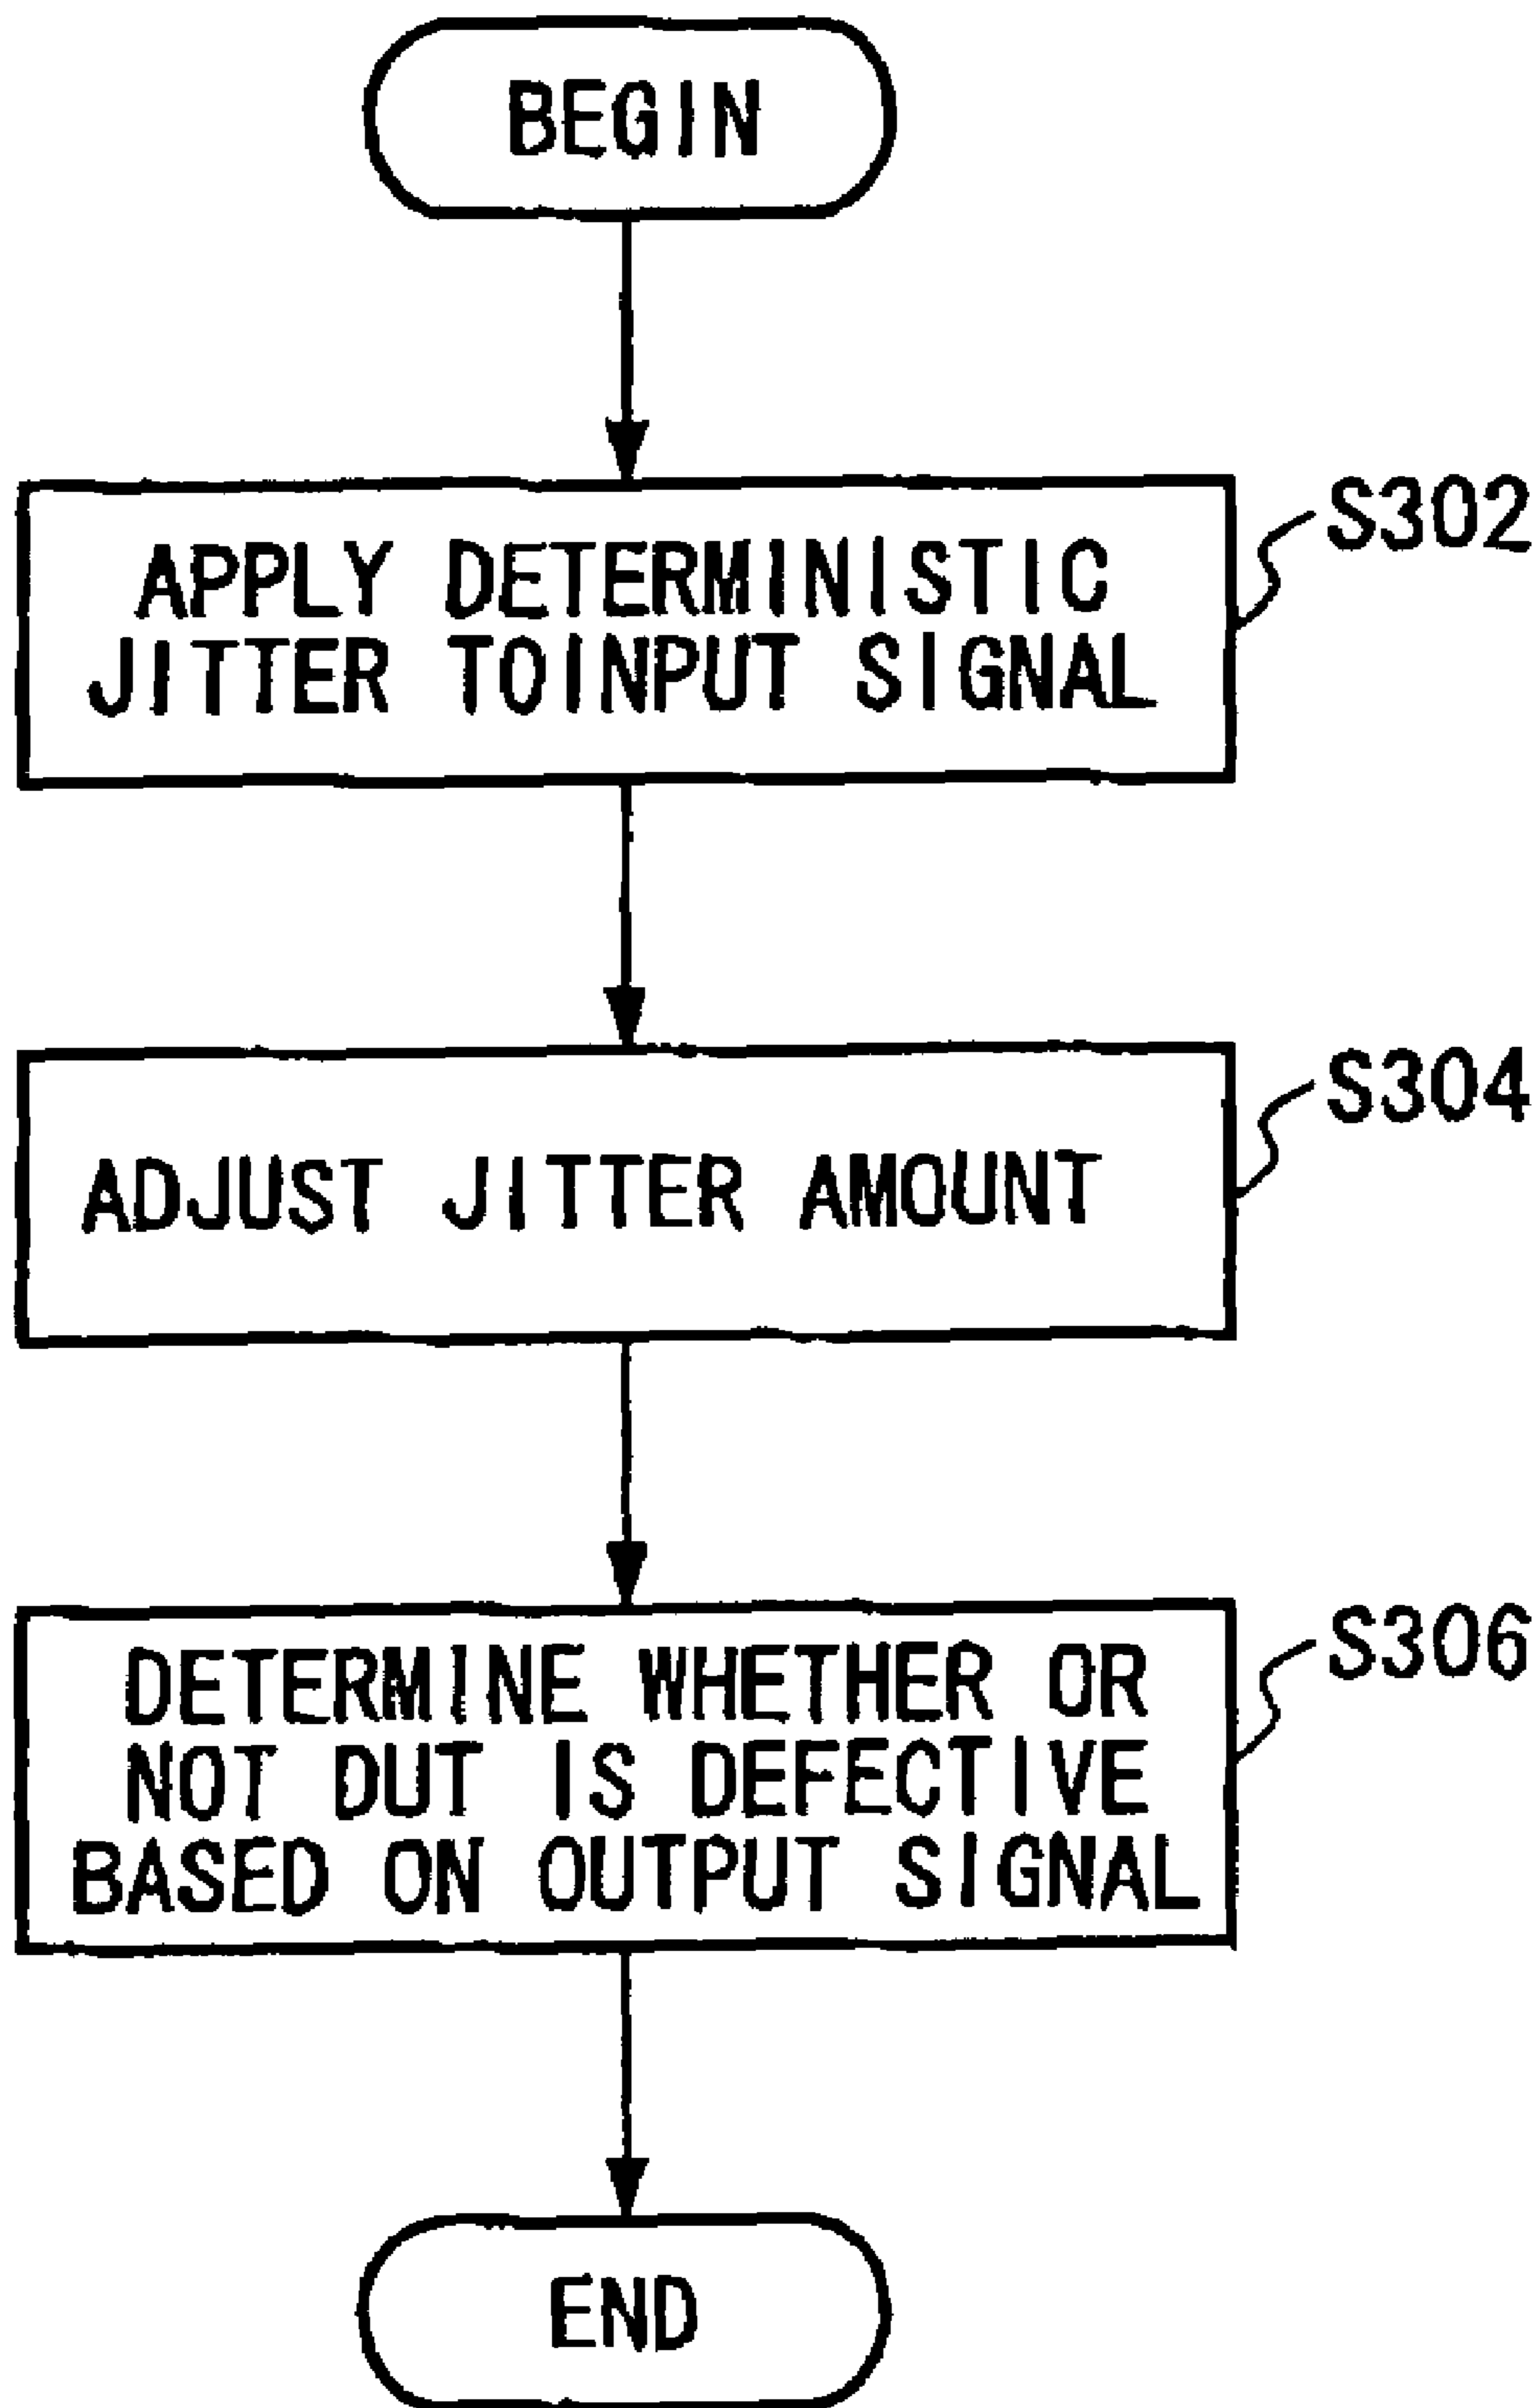 BEGIN
S302
APPLY DETERMINISTIC
JITTER TOINPUT SIGNAL
S304
ADJUST JITTER AMOUNT
S306
DETERMINE WHETHER OR
NOT DUT IS DEFECTIVE
BASED ON OUTPUT SIGNAL
END